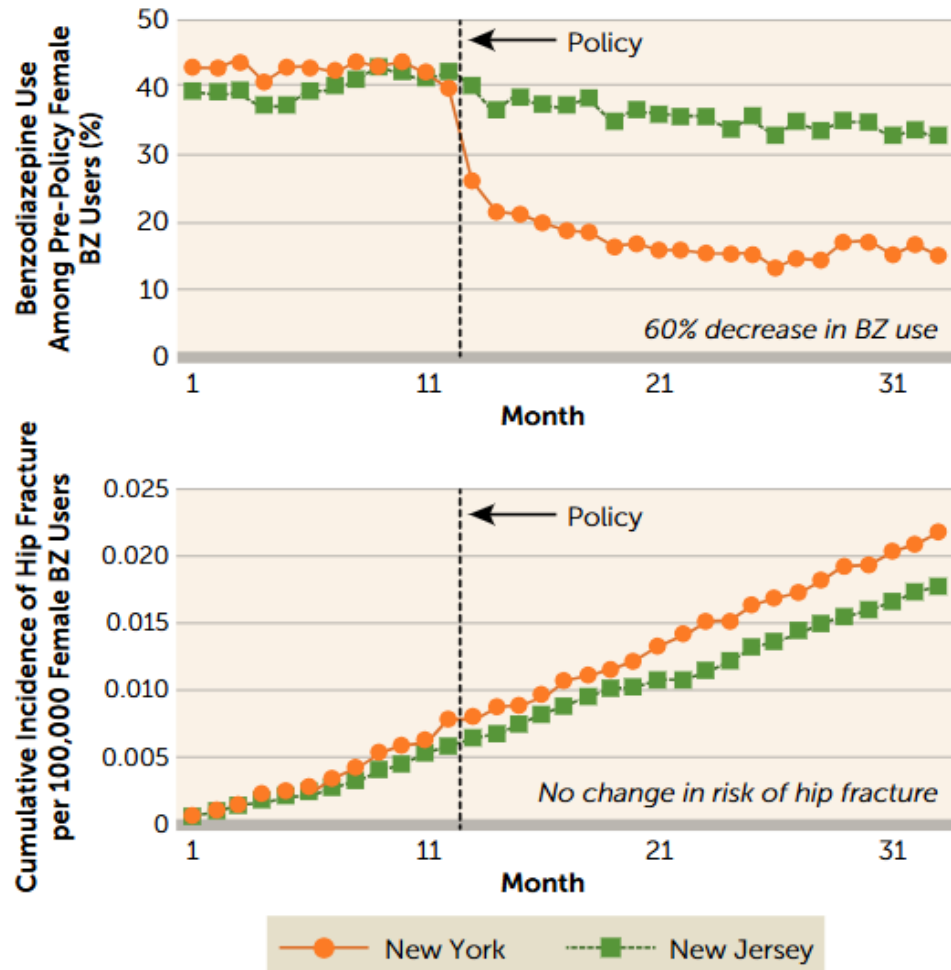 Benzodiazepine Use
Among Pre-Policy Female
BZ Users (%)
50
40
30
20
10
0
Policy
60% decrease in BZ use
1
11
21
31
Month
Cumulative Incidence of Hip Fracture
per 100,000 Female BZ Users
0.025
0.020
0.015
0.010
0.005
0
Policy
No change in risk of hip fracture
1
11
21
31
Month
New York
New Jersey